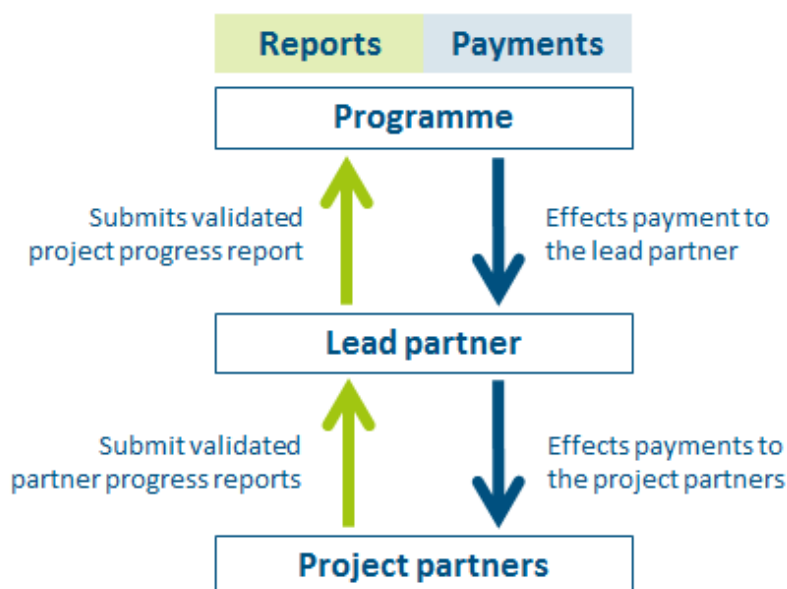 Reports Payments
Programme
Submits validated
project progress report
Effects payment to
the lead partner
Lead partner
Submit validated
partner progress reports
Effects payments to
the project partners
Project partners